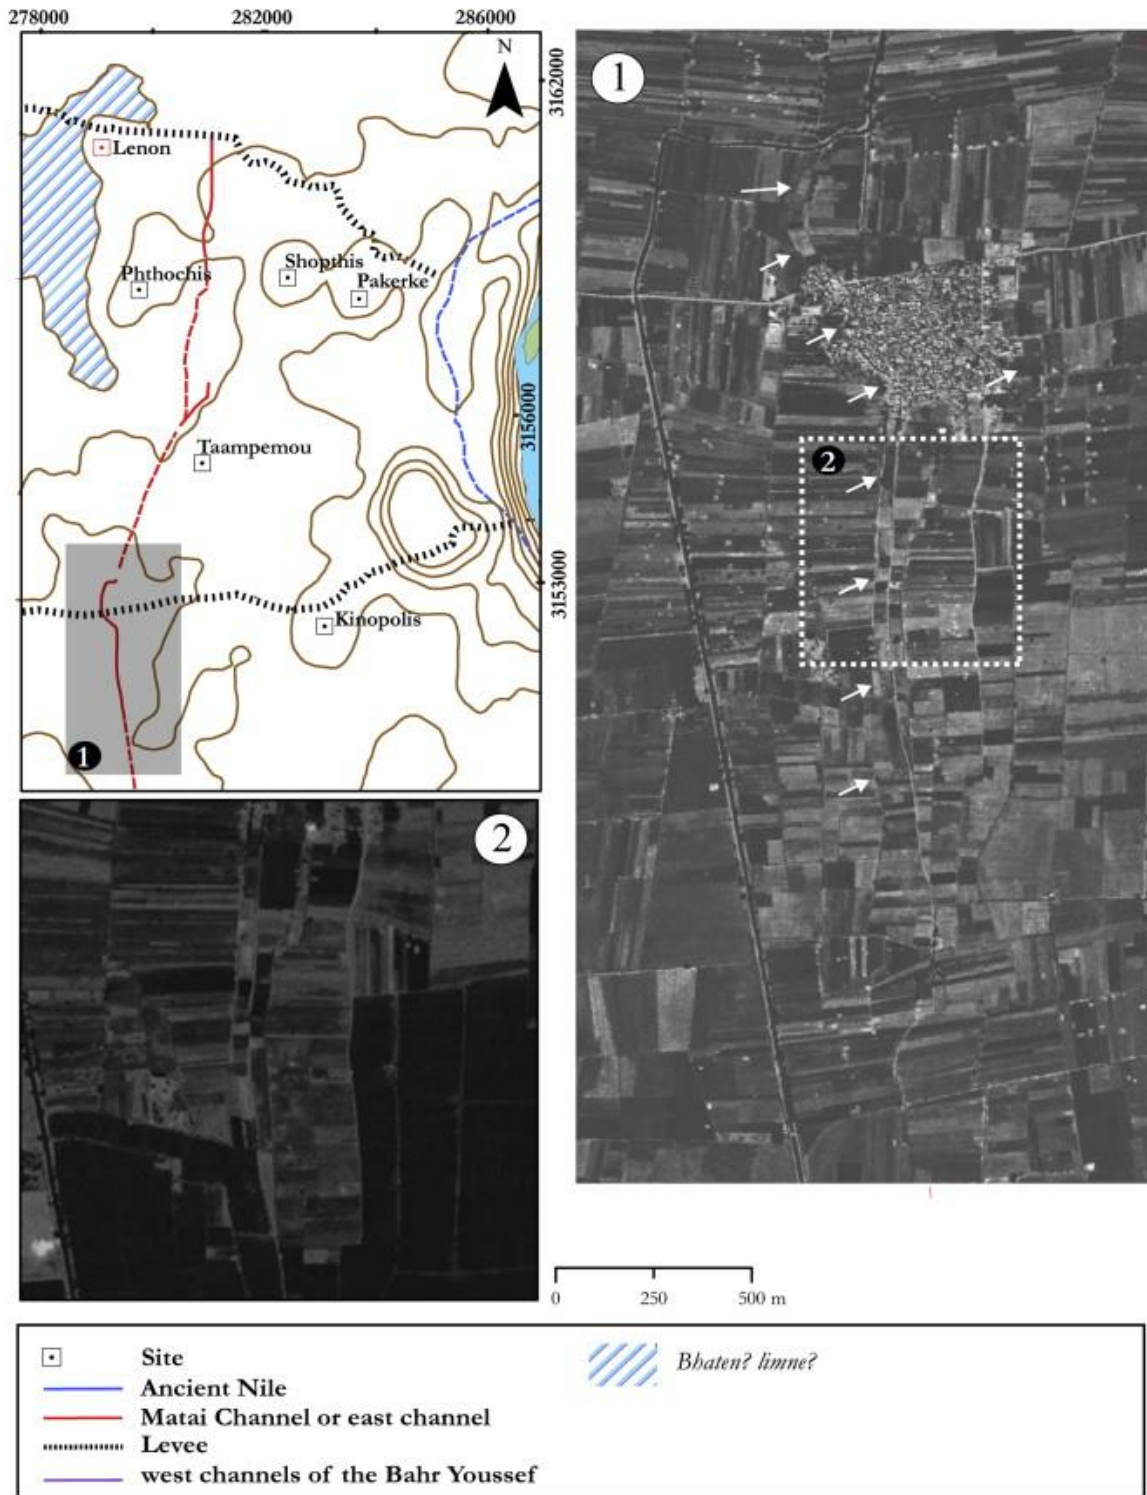 278000
282000
286000
N
3162000
Lenon
Phthochis
Shopthis
Pakerke
3156000
Taampemou
3153000
Kinopolis
1
1
2
2
0
250
500 m
Site
Ancient Nile
Matai Channel or east channel
Levee
west channels of the Bahr Youssef
Bhaten? limne?